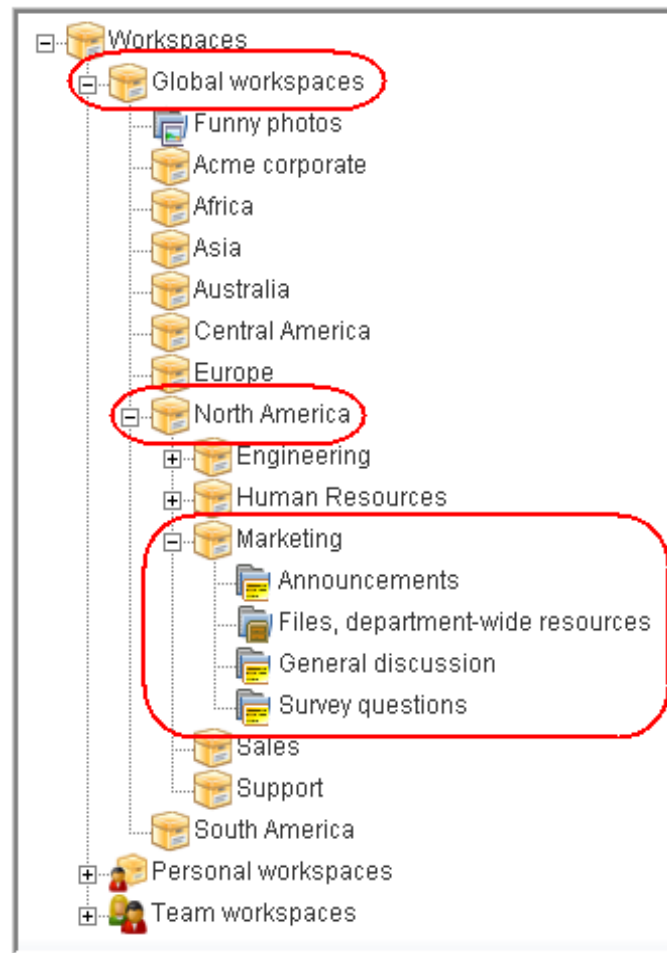 Workspaces
Global workspaces
Funny photos
Acme corporate
Africa
Asia
Australia
Central America
Europe
North America
Engineering
Human Resources
Marketing
Announcements
Files, department-wide resources
General discussion
Survey questions
Sales
Support
South America
Personal workspaces
Team workspaces